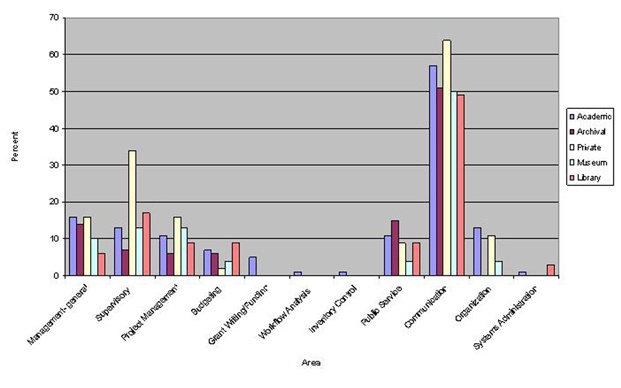 70
60
50
40
30
20
10
0
Percent
Management- general
Supervisory
Project Management
Budgeting
Grant Writing/Funding
Workflow Analysis
Inventory Control
Public Service
Communication
Organization
Systems Administration
Area
Academic
Archival
Private
Museum
Library